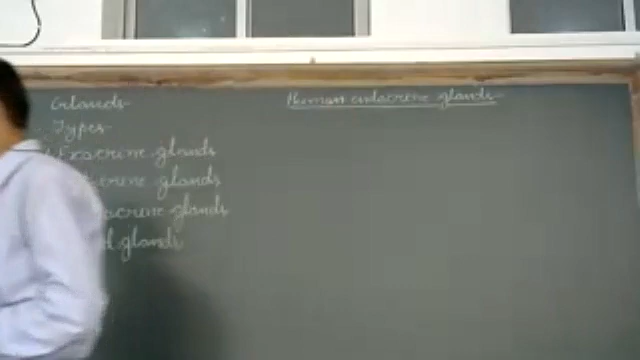 Human endocrine glands
Glands
Types
Exocrine glands
crine glands
crine glands
glands